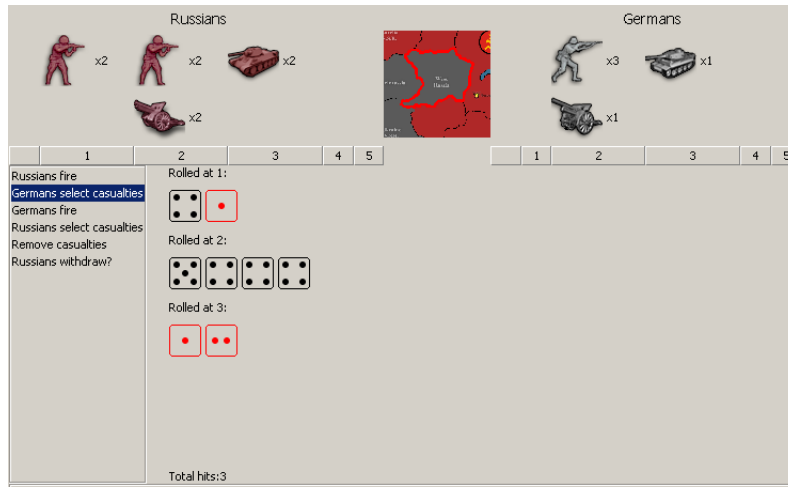 Russians
Germans
x2
x2
x2
x3
x1
x2
x1
1 2 3 4 5
1 2 3 4 5
Russians fire
Germans select casualties
Germans fire
Russians select casualties
Remove casualties
Russians withdraw?
Rolled at 1:
Rolled at 2:
Rolled at 3:
Total hits:3